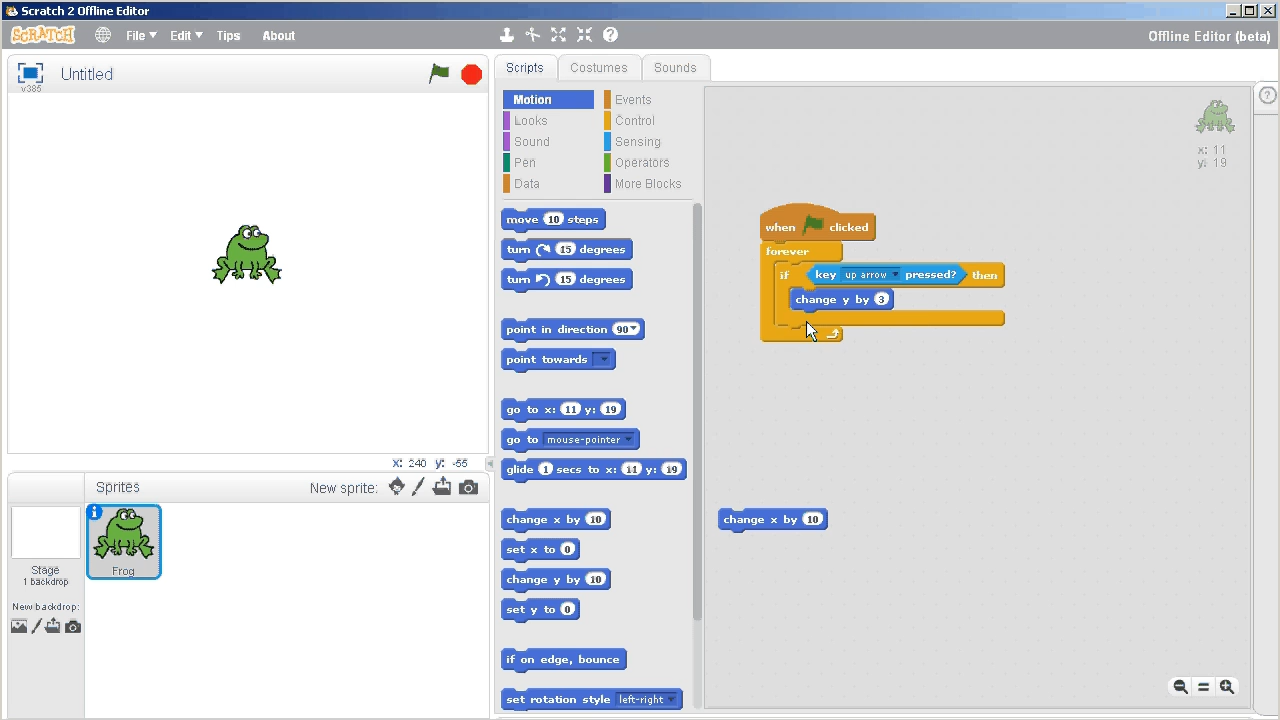 Scratch 2 Offline Editor
SCRATCH File Edit Tips About Offline Editor (beta)
v385 Untitled
Scripts Costumes Sounds
Motion Events
Looks Control
Sound Sensing
Pen Operators
Data More Blocks
move 10 steps
turn 15 degrees
turn 15 degrees
point in direction 90
point towards
go to x: 11 y: 19
go to mouse-pointer
glide 1 secs to x: 11 y: 19
change x by 10
set x to 0
change y by 10
set y to 0
if on edge, bounce
set rotation style left-right
x: 11
y: 19
when clicked
forever
if key up arrow pressed? then
change y by 3
change x by 10
x: 240 y: -55
Sprites New sprite:
Stage
1 backdrop
New backdrop:
Frog